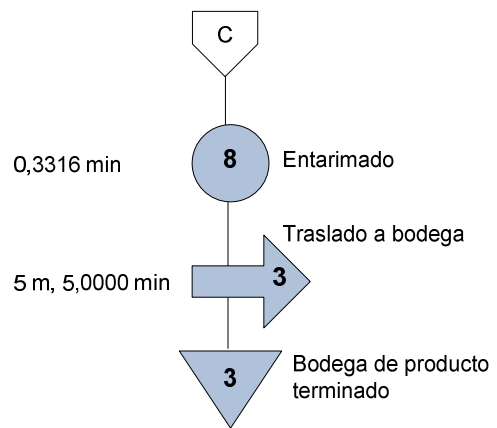 C
0,3316 min
8
Entarimado
Traslado a bodega
5 m, 5,0000 min
3
3
Bodega de producto
terminado